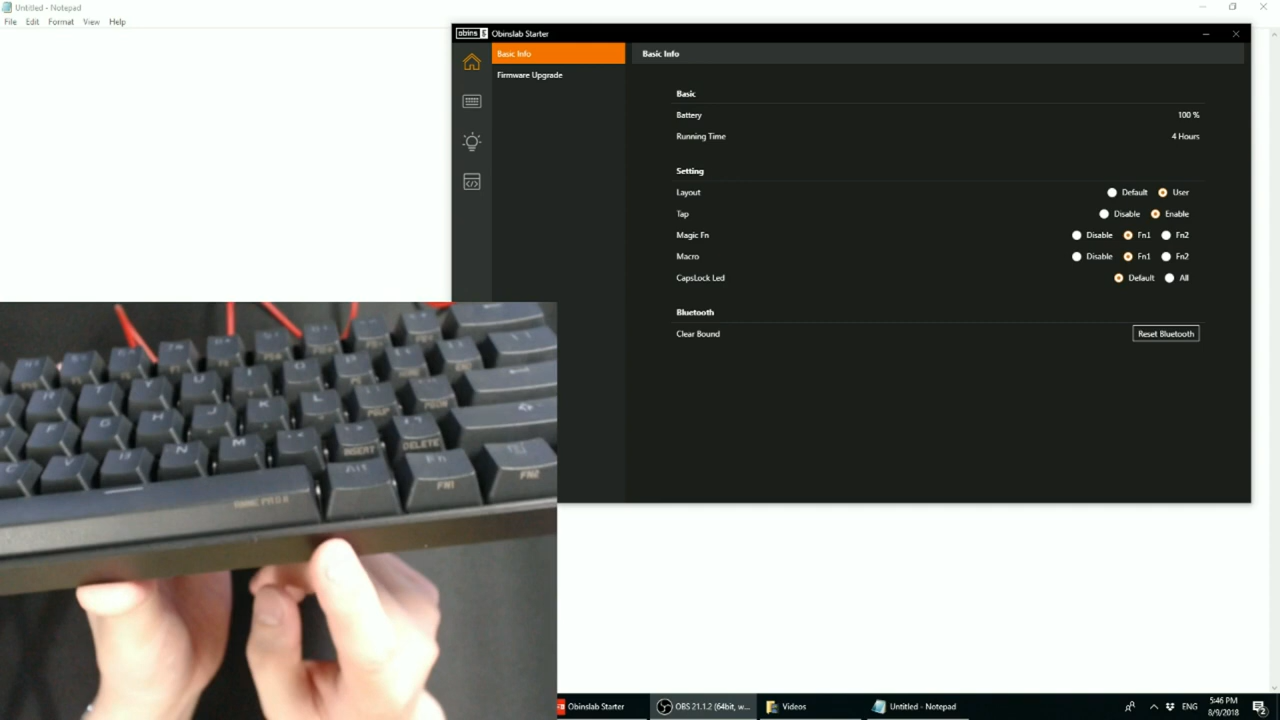 Untitled - Notepad
File Edit Format View Help
obins Obinslab Starter
Basic Info
Firmware Upgrade
Basic Info
Basic
Battery 100 %
Running Time 4 Hours
Setting
Layout Default User
Tap Disable Enable
Magic Fn Disable Fn1 Fn2
Macro Disable Fn1 Fn2
CapsLock Led Default All
Bluetooth
Clear Bound Reset Bluetooth
Y U I O
H J K L
C V B N M
INSERT DELETE
Alt Fn FN1 FN2
Obinslab Starter OBS 21.1.2 (64bit, w... Videos Untitled - Notepad ENG 5:46 PM
8/9/2018 2